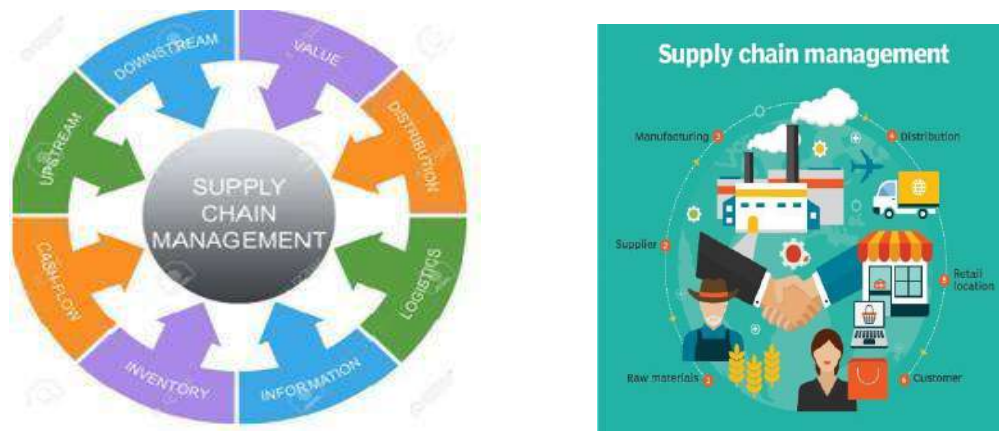 DOWNSTREAM
VALUE
DISTRIBUTION
LOGISTICS
INFORMATION
INVENTORY
CASH-FLOW
UPSTREAM
SUPPLY
CHAIN
MANAGEMENT
Supply chain management
Manufacturing 3
4 Distribution
Supplier 2
5 Retail
location
Raw materials 1
6 Customer